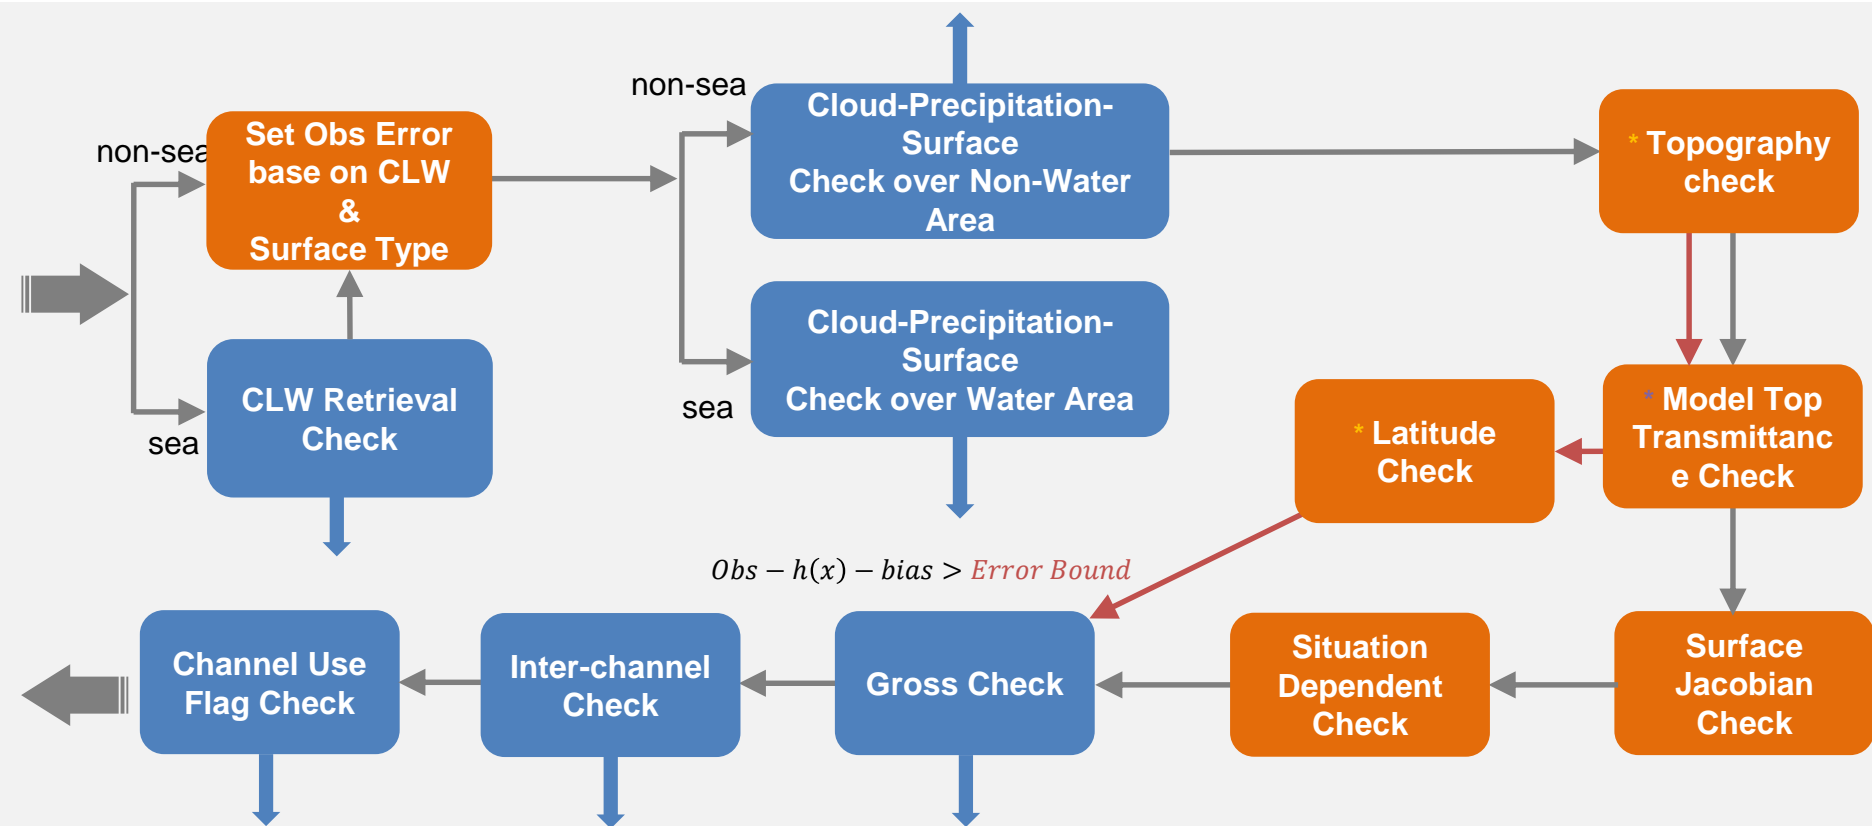 non-sea
Set Obs Error
base on CLW
&
Surface Type
CLW Retrieval
Check
sea
non-sea
Cloud-Precipitation-
Surface
Check over Non-Water
Area
Cloud-Precipitation-
Surface
Check over Water Area
sea
* Topography
check
* Model Top
Transmittanc
e Check
* Latitude
Check
Obs − h(x) − bias > Error Bound
Channel Use
Flag Check
Inter-channel
Check
Gross Check
Situation
Dependent
Check
Surface
Jacobian
Check